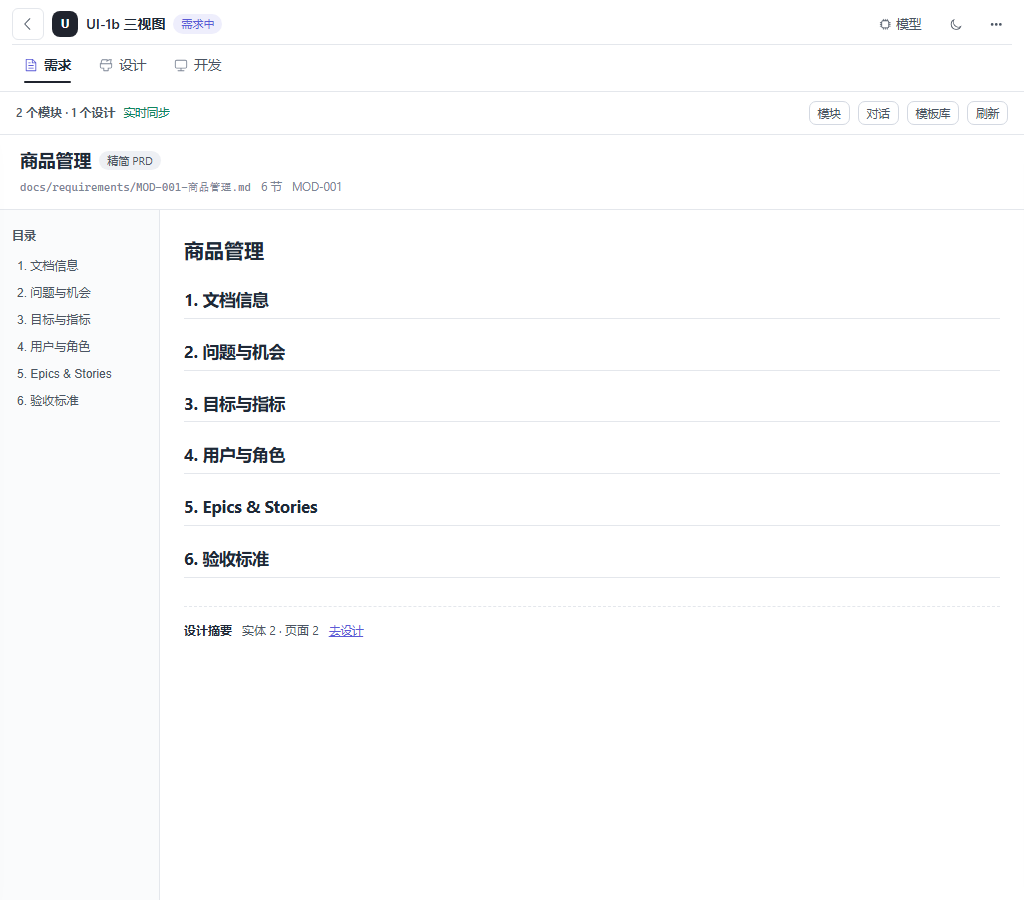 U UI-1b 三视图 需求中 模型
需求 设计 开发
2 个模块 · 1 个设计 实时同步 模块 对话 模板库 刷新
商品管理 精简 PRD
docs/requirements/MOD-001-商品管理.md 6 节 MOD-001
目录
1. 文档信息
2. 问题与机会
3. 目标与指标
4. 用户与角色
5. Epics & Stories
6. 验收标准
商品管理
1. 文档信息
2. 问题与机会
3. 目标与指标
4. 用户与角色
5. Epics & Stories
6. 验收标准
设计摘要 实体 2 · 页面 2 去设计